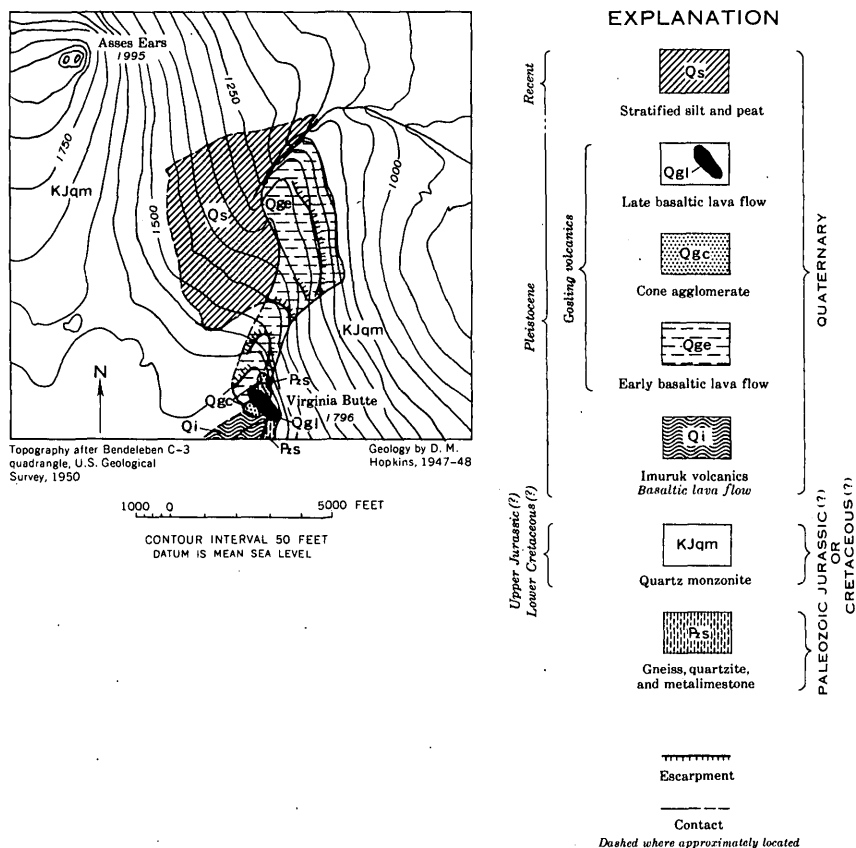 Asses Ears
1995
1250
1750
KJqm
1500
Qs
Qge
1000
KJqm
N
Pzs
Qgc
Virginia Butte
1796
Qi
Qgl
Pzs
Topography after Bendeleben C-3
quadrangle, U.S. Geological
Survey, 1950
Geology by D. M.
Hopkins, 1947-48
1000 0 5000 FEET
CONTOUR INTERVAL 50 FEET
DATUM IS MEAN SEA LEVEL
EXPLANATION
Recent
Qs
Stratified silt and peat
Qgl
Late basaltic lava flow
Qgc
Cone agglomerate
Qge
Early basaltic lava flow
Gosling volcanics
Pleistocene
Qi
Imuruk volcanics
Basaltic lava flow
QUATERNARY
Upper Jurassic(?)
Lower Cretaceous(?)
KJqm
Quartz monzonite
JURASSIC(?)
OR
CRETACEOUS(?)
Pzs
Gneiss, quartzite,
and metalimestone
PALEOZOIC
Escarpment
Contact
Dashed where approximately located